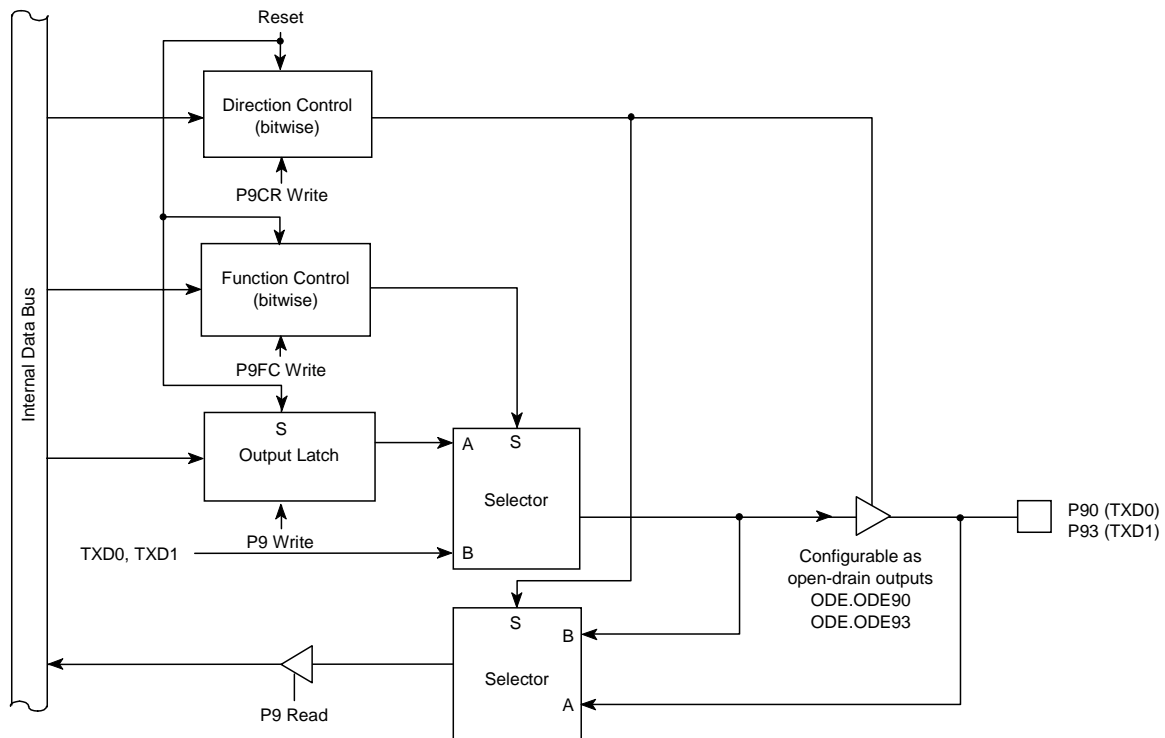 Reset
Direction Control
(bitwise)
P9CR Write
Internal Data Bus
Function Control
(bitwise)
P9FC Write
S
Output Latch
P9 Write
TXD0, TXD1
A
S
Selector
B
P90 (TXD0)
P93 (TXD1)
Configurable as
open-drain outputs
ODE.ODE90
ODE.ODE93
S
B
Selector
A
P9 Read